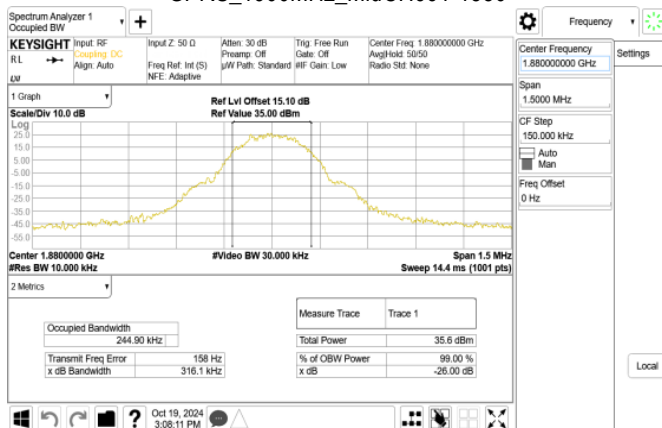 Spectrum Analyzer 1
Occupied BW
Frequency
KEYSIGHT
RL
Input: RF
Coupling: DC
Align: Auto
Input Z: 50 Ω
Freq Ref: Int (S)
NFE: Adaptive
Atten: 30 dB
Preamp: Off
µW Path: Standard
Trig: Free Run
Gate: Off
#IF Gain: Low
Center Freq: 1.880000000 GHz
Avg|Hold: 50/50
Radio Std: None
Center Frequency
1.880000000 GHz
Settings
Span
1.5000 MHz
CF Step
150.000 kHz
Auto
Man
Freq Offset
0 Hz
Local
1 Graph
Scale/Div 10.0 dB
Ref Lvl Offset 15.10 dB
Ref Value 35.00 dBm
Log
25.0
15.0
5.00
-5.00
-15.0
-25.0
-35.0
-45.0
-55.0
Center 1.8800000 GHz
#Res BW 10.000 kHz
#Video BW 30.000 kHz
Span 1.5 MHz
Sweep 14.4 ms (1001 pts)
2 Metrics
Measure Trace
Trace 1
Occupied Bandwidth
244.90 kHz
Total Power
35.6 dBm
Transmit Freq Error
158 Hz
% of OBW Power
99.00 %
x dB Bandwidth
316.1 kHz
x dB
-26.00 dB
Oct 19, 2024
3:08:11 PM